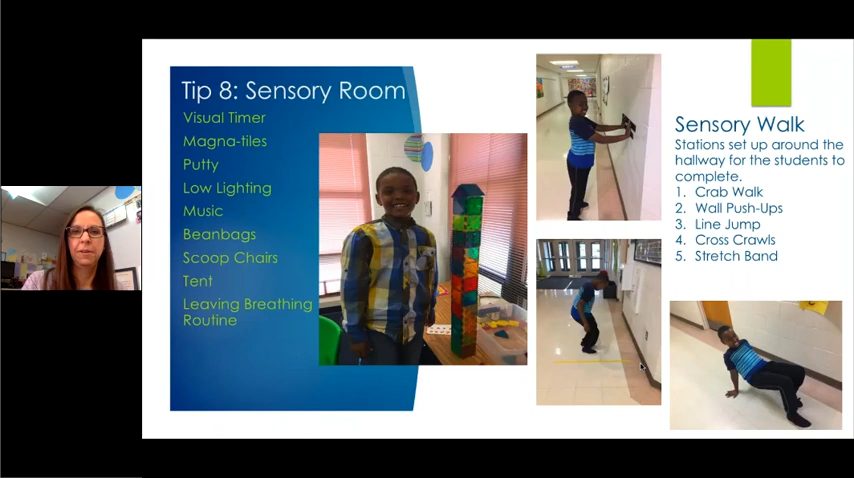 Tip 8: Sensory Room
Visual Timer
Magna-tiles
Putty
Low Lighting
Music
Beanbags
Scoop Chairs
Tent
Leaving Breathing
Routine
Sensory Walk
Stations set up around the
hallway for the students to
complete.
1. Crab Walk
2. Wall Push-Ups
3. Line Jump
4. Cross Crawls
5. Stretch Band